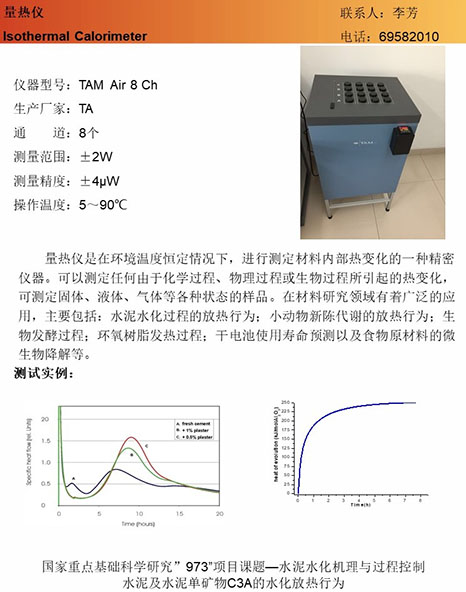 量热仪
联系人：李芳
Isothermal Calorimeter
电话：69582010
仪器型号：TAM Air 8 Ch
生产厂家：TA
通　　道：8个
测量范围：±2W
测量精度：±4μW
操作温度：5～90℃
量热仪是在环境温度恒定情况下，进行测定材料内部热变化的一种精密
仪器。可以测定任何由于化学过程、物理过程或生物过程所引起的热变化，
可测定固体、液体、气体等各种状态的样品。在材料研究领域有着广泛的应
用，主要包括：水泥水化过程的放热行为；小动物新陈代谢的放热行为；生
物发酵过程；环氧树脂发热过程；干电池使用寿命预测以及食物原材料的微
生物降解等。
测试实例：
Specific heat flow (rel. Units)
20
1.5
1.0
0.5
0.0
0
5
10
15
20
Time (hours)
A
B
C
A fresh cement
B + 1% plaster
C + 0.5% plaster
heat of evolution (kJ/mol Al2O3)
250
200
150
100
50
0
0
1
2
3
4
5
6
7
8
Time(h)
国家重点基础科学研究”973”项目课题—水泥水化机理与过程控制
水泥及水泥单矿物C3A的水化放热行为